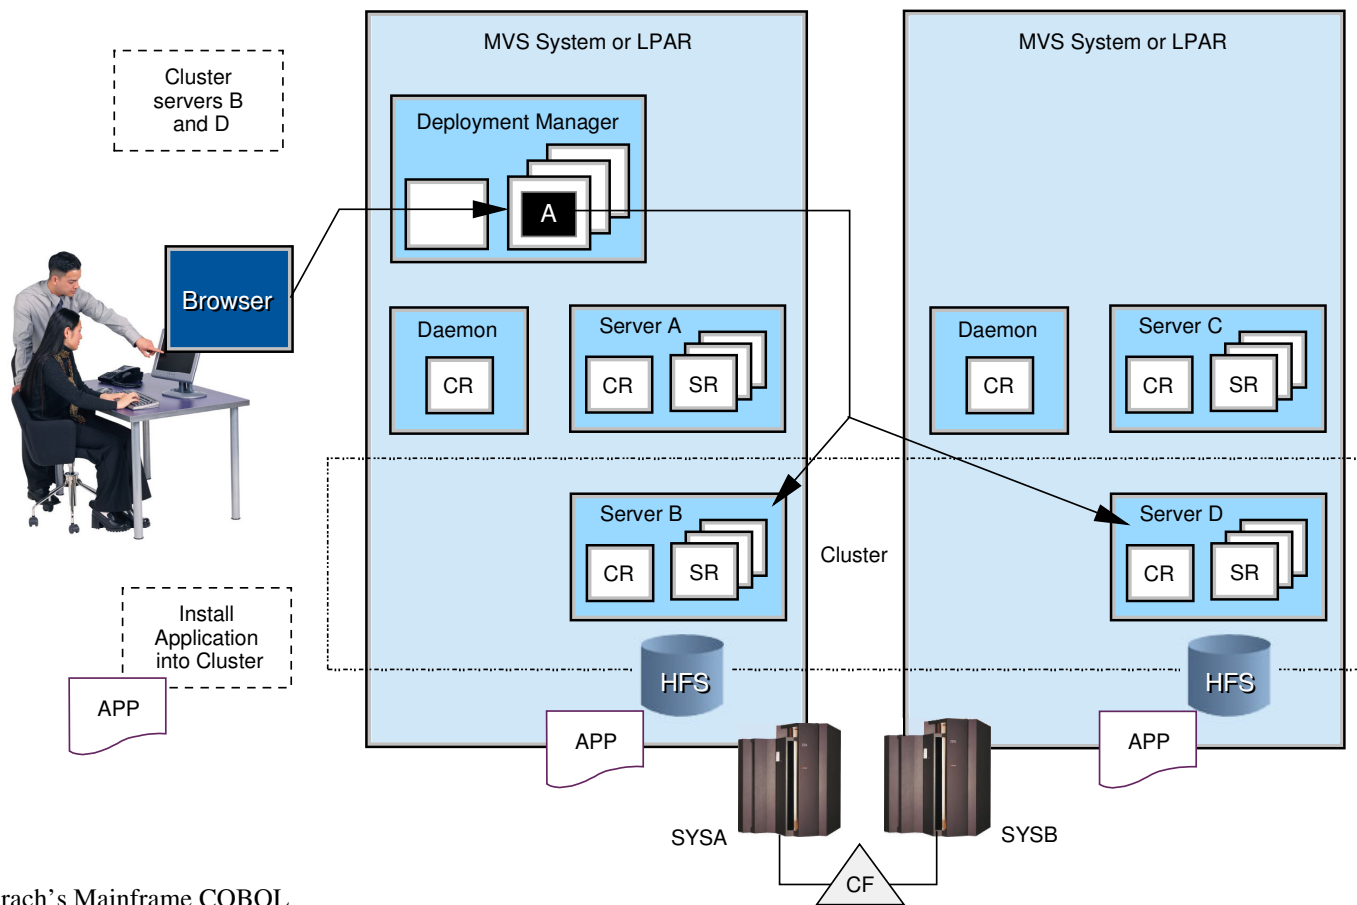 MVS System or LPAR
MVS System or LPAR
Cluster
servers B
and D
Deployment Manager
A
Browser
Daemon
CR
Server A
CR
SR
Daemon
CR
Server C
CR
SR
Server B
CR
SR
Cluster
Server D
CR
SR
Install
Application
into Cluster
APP
HFS
HFS
APP
APP
SYSA
SYSB
CF
Mainframe COBOL